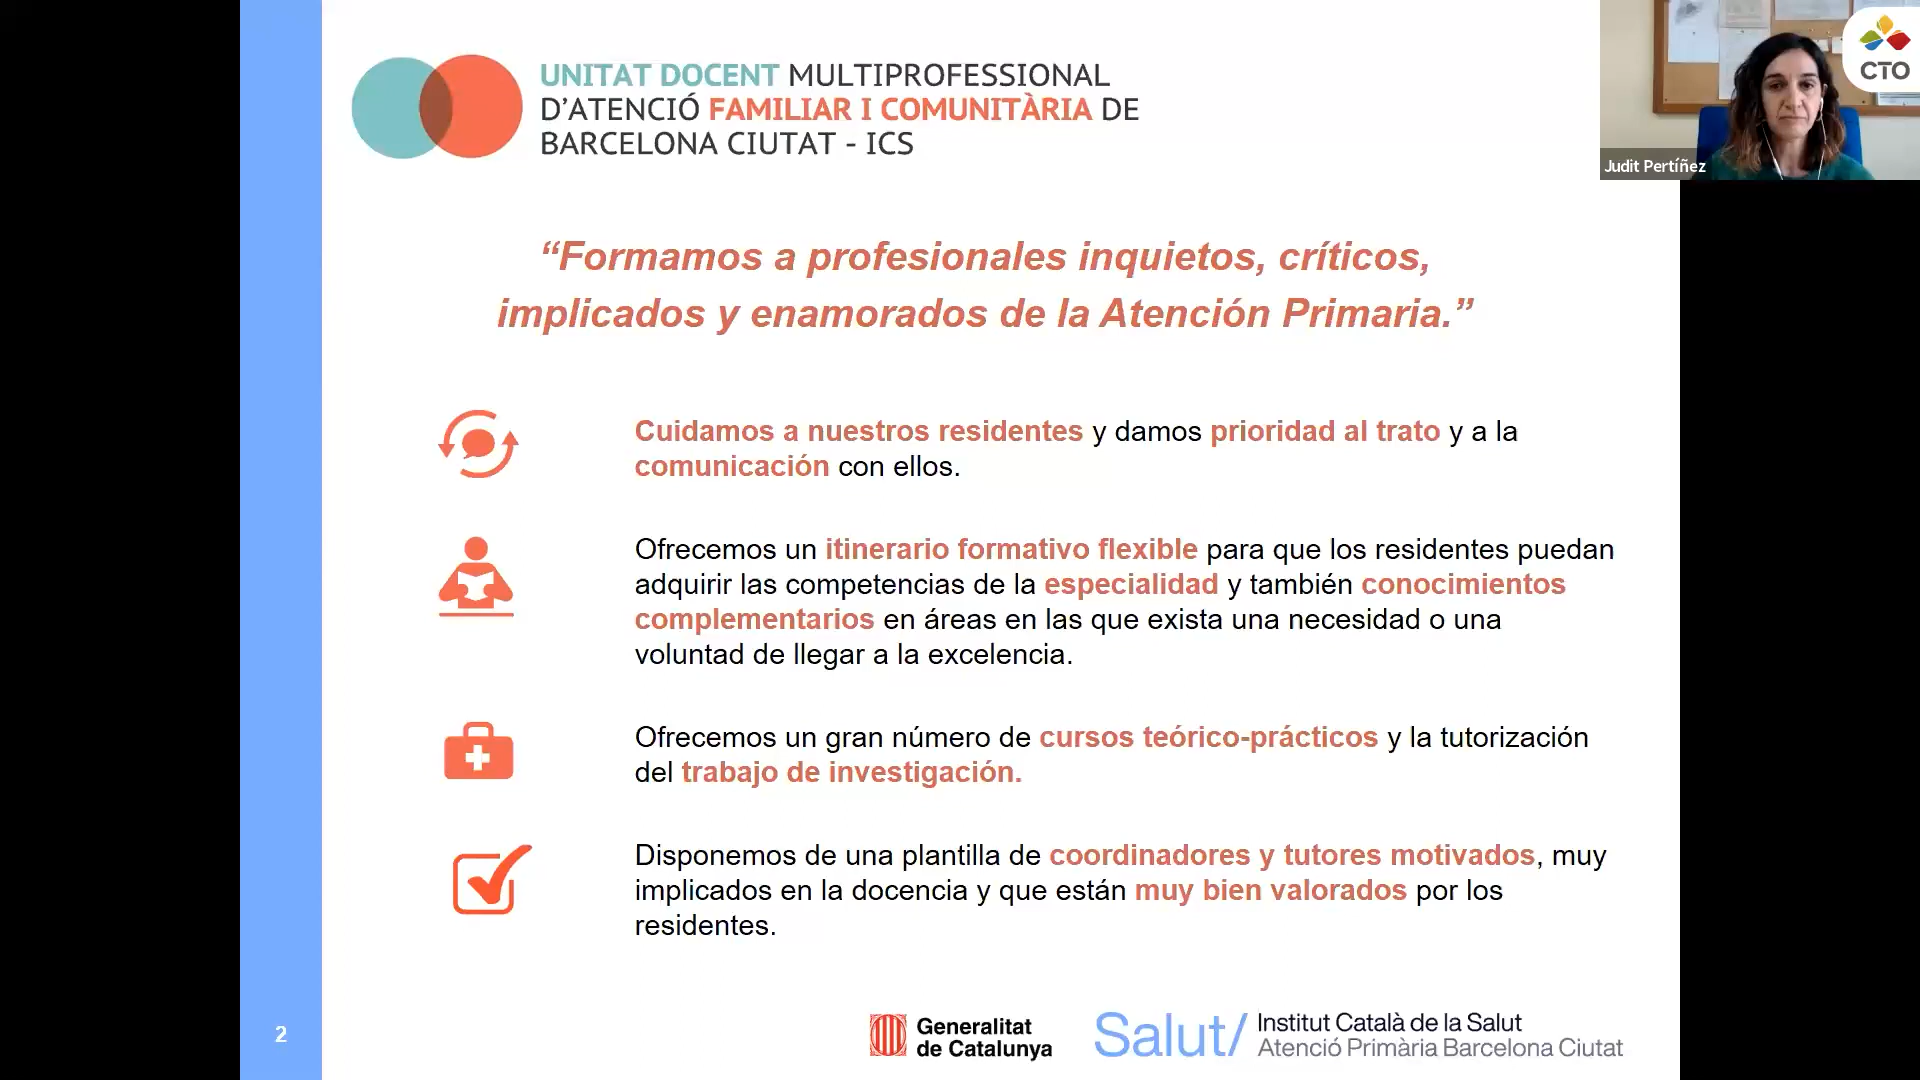 UNITAT DOCENT MULTIPROFESSIONAL
D'ATENCIÓ FAMILIAR I COMUNITÀRIA DE
BARCELONA CIUTAT - ICS
CTO
Judit Pertíñez
“Formamos a profesionales inquietos, críticos,
implicados y enamorados de la Atención Primaria.”
Cuidamos a nuestros residentes y damos prioridad al trato y a la
comunicación con ellos.
Ofrecemos un itinerario formativo flexible para que los residentes puedan
adquirir las competencias de la especialidad y también conocimientos
complementarios en áreas en las que exista una necesidad o una
voluntad de llegar a la excelencia.
Ofrecemos un gran número de cursos teórico-prácticos y la tutorización
del trabajo de investigación.
Disponemos de una plantilla de coordinadores y tutores motivados, muy
implicados en la docencia y que están muy bien valorados por los
residentes.
2
Generalitat
de Catalunya
Salut/
Institut Català de la Salut
Atenció Primària Barcelona Ciutat